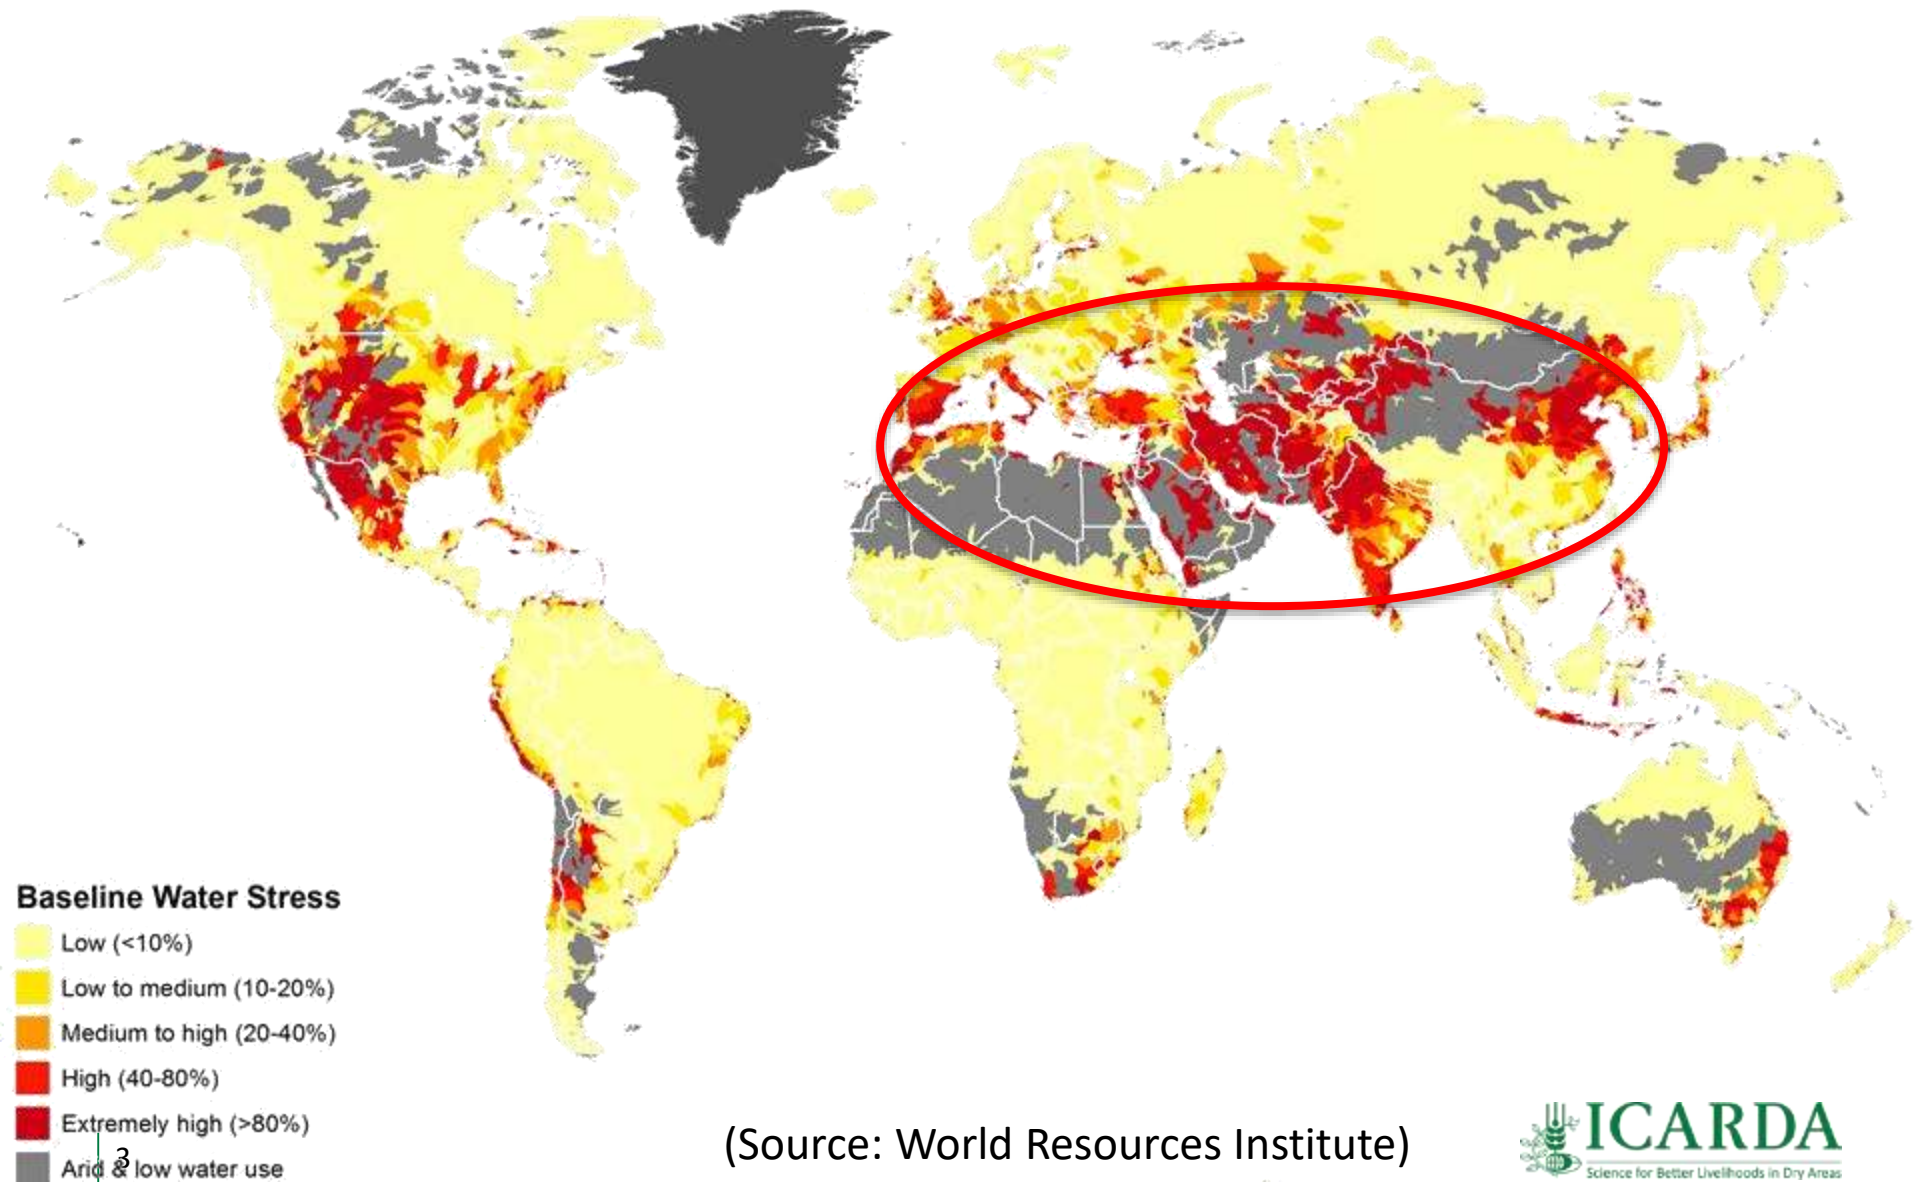 Baseline Water Stress
Low (<10%)
Low to medium (10-20%)
Medium to high (20-40%)
High (40-80%)
Extremely high (>80%)
Arid & low water use
3
(Source: World Resources Institute)
ICARDA
Science for Better Livelihoods in Dry Areas